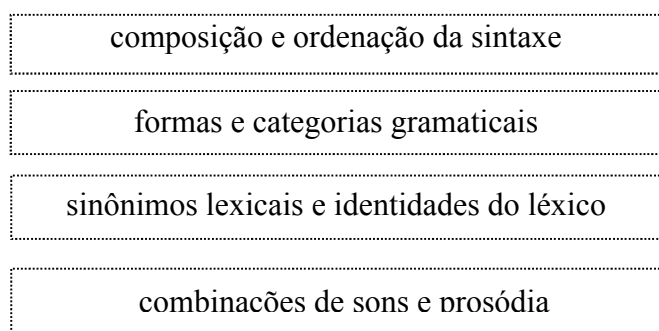 composição e ordenação da sintaxe
formas e categorias gramaticais
sinônimos lexicais e identidades do léxico
combinações de sons e prosódia